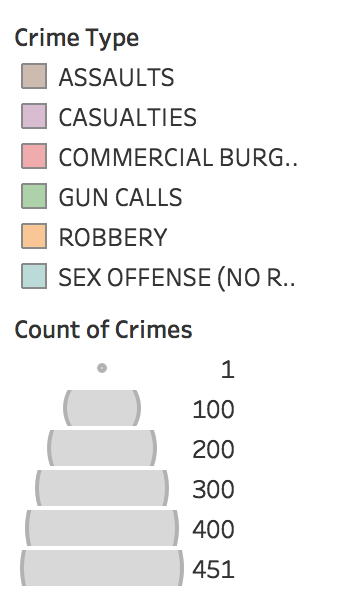 Crime Type
ASSAULTS
CASUALTIES
COMMERCIAL BURG..
GUN CALLS
ROBBERY
SEX OFFENSE (NO R..
Count of Crimes
1
100
200
300
400
451